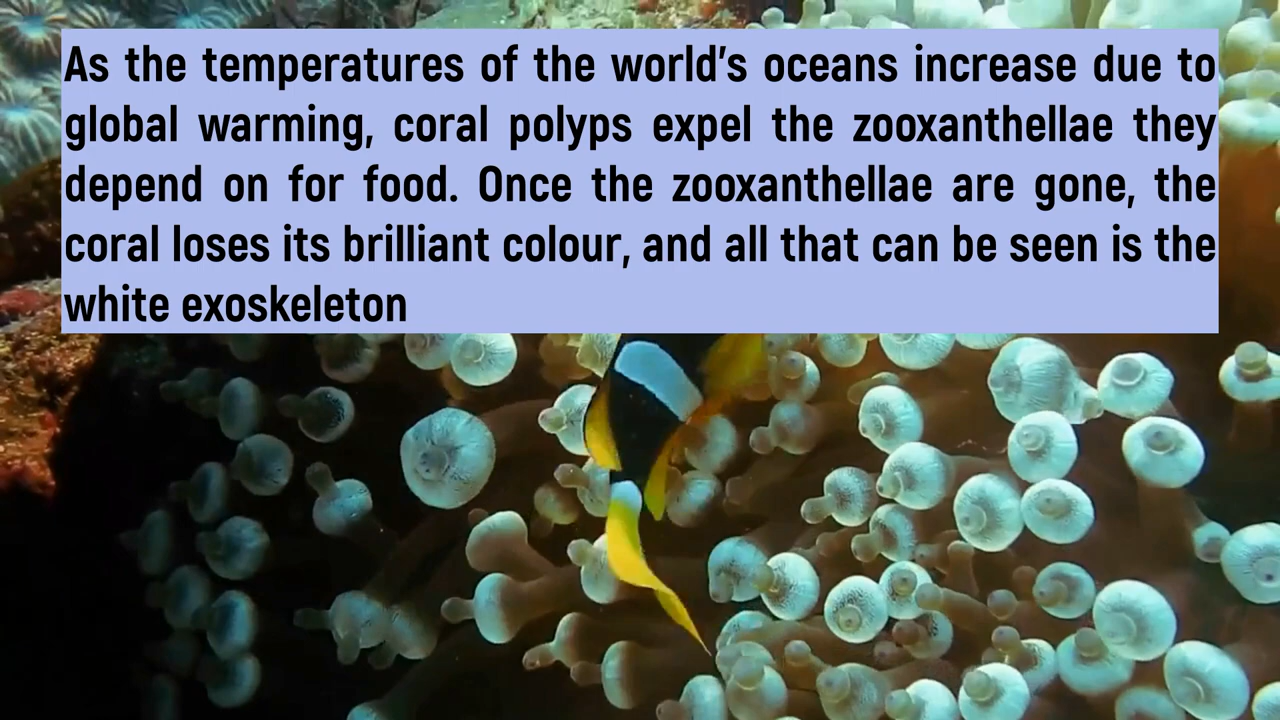 As the temperatures of the world's oceans increase due to
global warming, coral polyps expel the zooxanthellae they
depend on for food. Once the zooxanthellae are gone, the
coral loses its brilliant colour, and all that can be seen is the
white exoskeleton